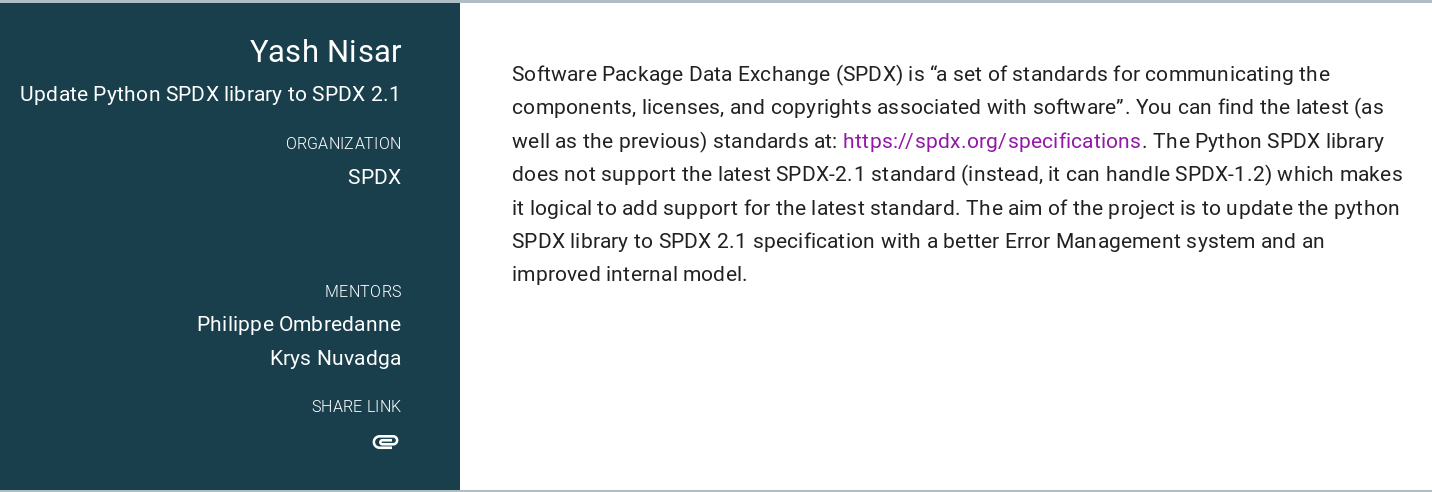 Yash Nisar
Update Python SPDX library to SPDX 2.1
ORGANIZATION
SPDX
MENTORS
Philippe Ombredanne
Krys Nuvadga
SHARE LINK
Software Package Data Exchange (SPDX) is “a set of standards for communicating the
components, licenses, and copyrights associated with software”. You can find the latest (as
well as the previous) standards at: https://spdx.org/specifications. The Python SPDX library
does not support the latest SPDX-2.1 standard (instead, it can handle SPDX-1.2) which makes
it logical to add support for the latest standard. The aim of the project is to update the python
SPDX library to SPDX 2.1 specification with a better Error Management system and an
improved internal model.